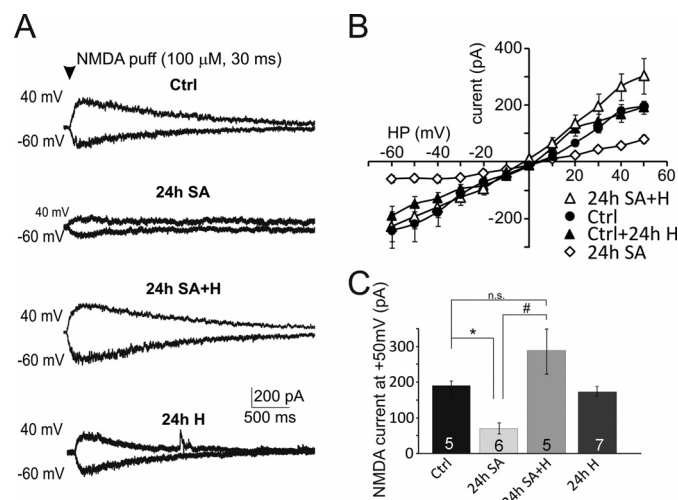 A
NMDA puff (100 µM, 30 ms)
Ctrl
40 mV
-60 mV
24h SA
40 mV
-60 mV
24h SA+H
40 mV
-60 mV
24h H
200 pA
500 ms
40 mV
-60 mV
B
curent (pA)
400
200
-200
HP (mV)
-60 -40 -20 20 40 60
24h SA+H
Ctrl
Ctrl+24h H
24h SA
C
NMDA current at +50mV (pA)
300
200
100
0
n.s.
*
#
5 6 5 7
Ctrl 24h SA 24h SA+H 24h H